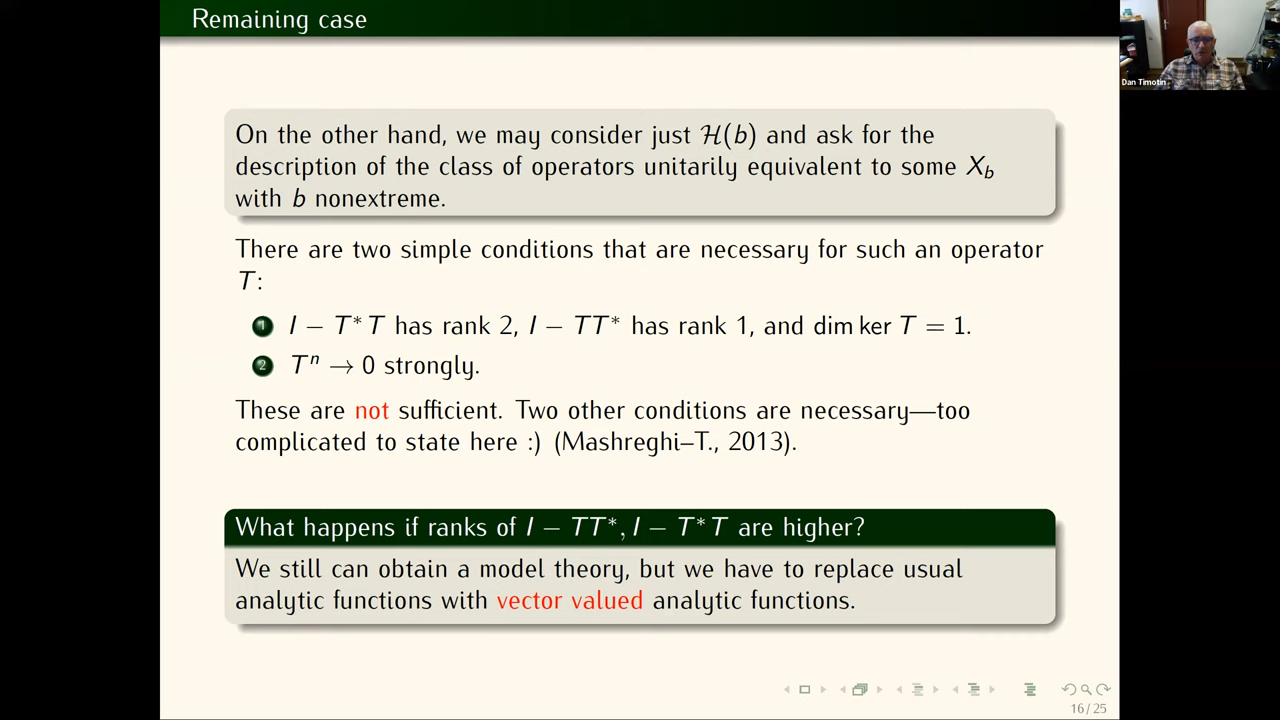 Remaining case
Dan Timotin
On the other hand, we may consider just ℋ(b) and ask for the
description of the class of operators unitarily equivalent to some X_b
with b nonextreme.
There are two simple conditions that are necessary for such an operator
T:
1 I − T*T has rank 2, I − TT* has rank 1, and dim ker T = 1.
2 Tⁿ → 0 strongly.
These are not sufficient. Two other conditions are necessary—too
complicated to state here :) (Mashreghi–T., 2013).
What happens if ranks of I − TT*, I − T*T are higher?
We still can obtain a model theory, but we have to replace usual
analytic functions with vector valued analytic functions.
16/25